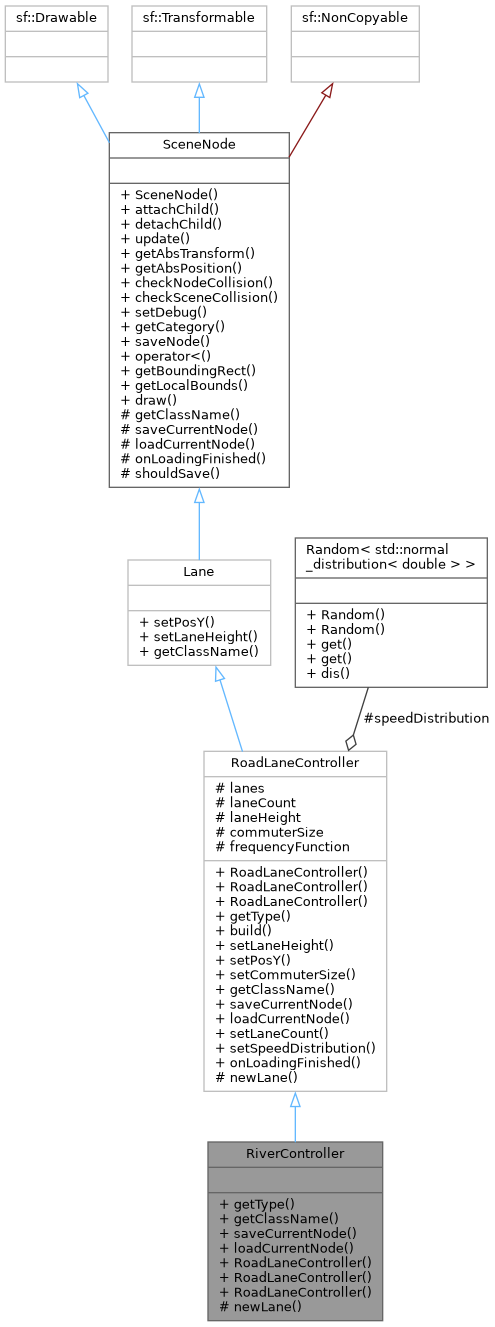 sf::Drawable
sf::Transformable
sf::NonCopyable
SceneNode
+ SceneNode()
+ attachChild()
+ detachChild()
+ update()
+ getAbsTransform()
+ getAbsPosition()
+ checkNodeCollision()
+ checkSceneCollision()
+ setDebug()
+ getCategory()
+ saveNode()
+ operator<()
+ getBoundingRect()
+ getLocalBounds()
+ draw()
# getClassName()
# saveCurrentNode()
# loadCurrentNode()
# onLoadingFinished()
# shouldSave()
Lane
+ setPosY()
+ setLaneHeight()
+ getClassName()
Random< std::normal
_distribution< double > >
+ Random()
+ Random()
+ get()
+ get()
+ dis()
#speedDistribution
RoadLaneController
# lanes
# laneCount
# laneHeight
# commuterSize
# frequencyFunction
+ RoadLaneController()
+ RoadLaneController()
+ RoadLaneController()
+ getType()
+ build()
+ setLaneHeight()
+ setPosY()
+ setCommuterSize()
+ getClassName()
+ saveCurrentNode()
+ loadCurrentNode()
+ setLaneCount()
+ setSpeedDistribution()
+ onLoadingFinished()
# newLane()
RiverController
+ getType()
+ getClassName()
+ saveCurrentNode()
+ loadCurrentNode()
+ RoadLaneController()
+ RoadLaneController()
+ RoadLaneController()
# newLane()